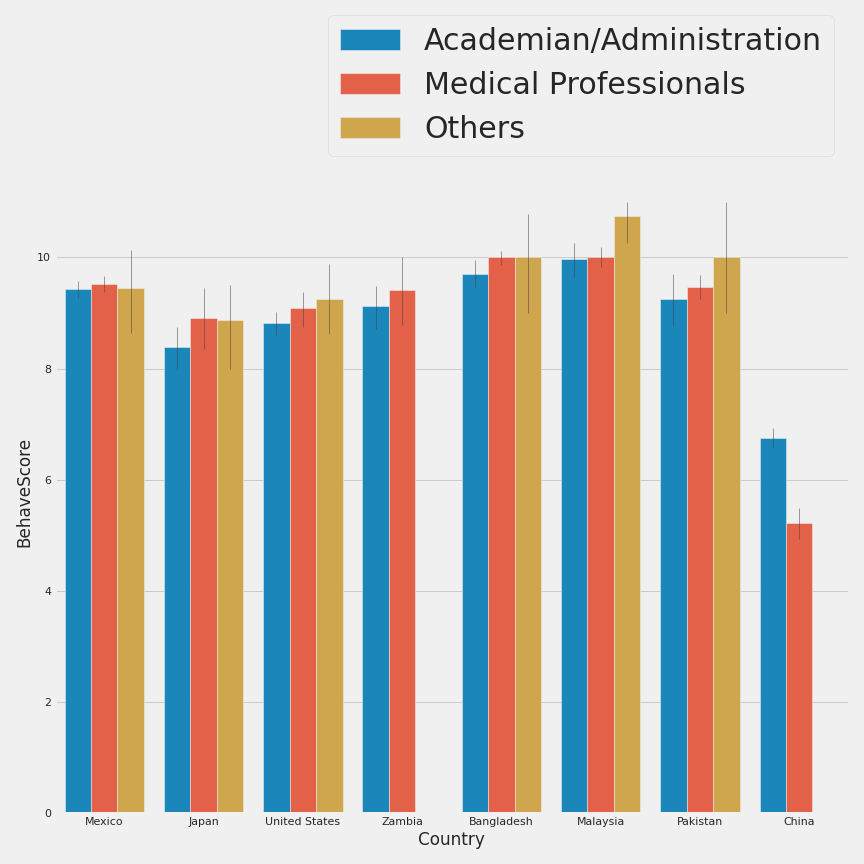 Academian/Administration
Medical Professionals
Others
10
8
6
4
2
0
BehaveScore
Mexico
Japan
United States
Zambia
Bangladesh
Malaysia
Pakistan
China
Country